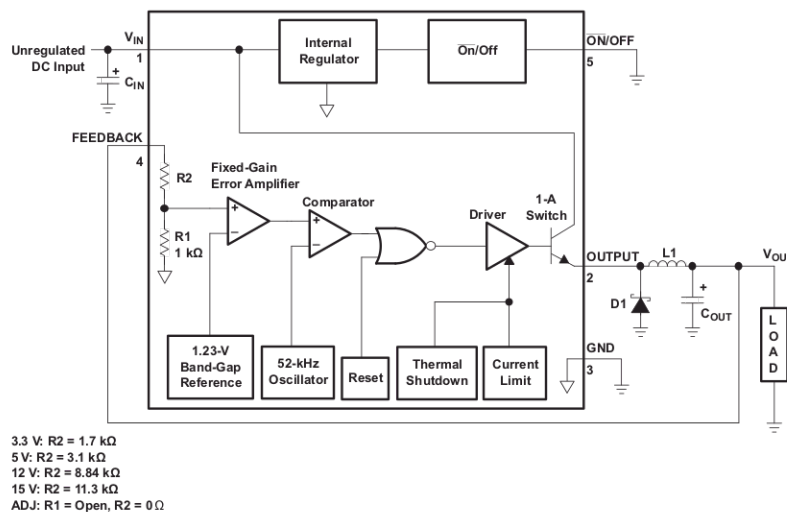 V_IN
1
Unregulated
DC Input
+
C_IN
Internal
Regulator
O̅n̅/Off
O̅N̅/OFF
5
FEEDBACK
4
R2
R1
1 kΩ
Fixed-Gain
Error Amplifier
+
−
Comparator
+
−
Driver
1-A
Switch
OUTPUT
2
L1
V_OU
D1
+
C_OUT
LOAD
1.23-V
Band-Gap
Reference
52-kHz
Oscillator
Reset
Thermal
Shutdown
Current
Limit
GND
3
3.3 V: R2 = 1.7 kΩ
5 V: R2 = 3.1 kΩ
12 V: R2 = 8.84 kΩ
15 V: R2 = 11.3 kΩ
ADJ: R1 = Open, R2 = 0 Ω